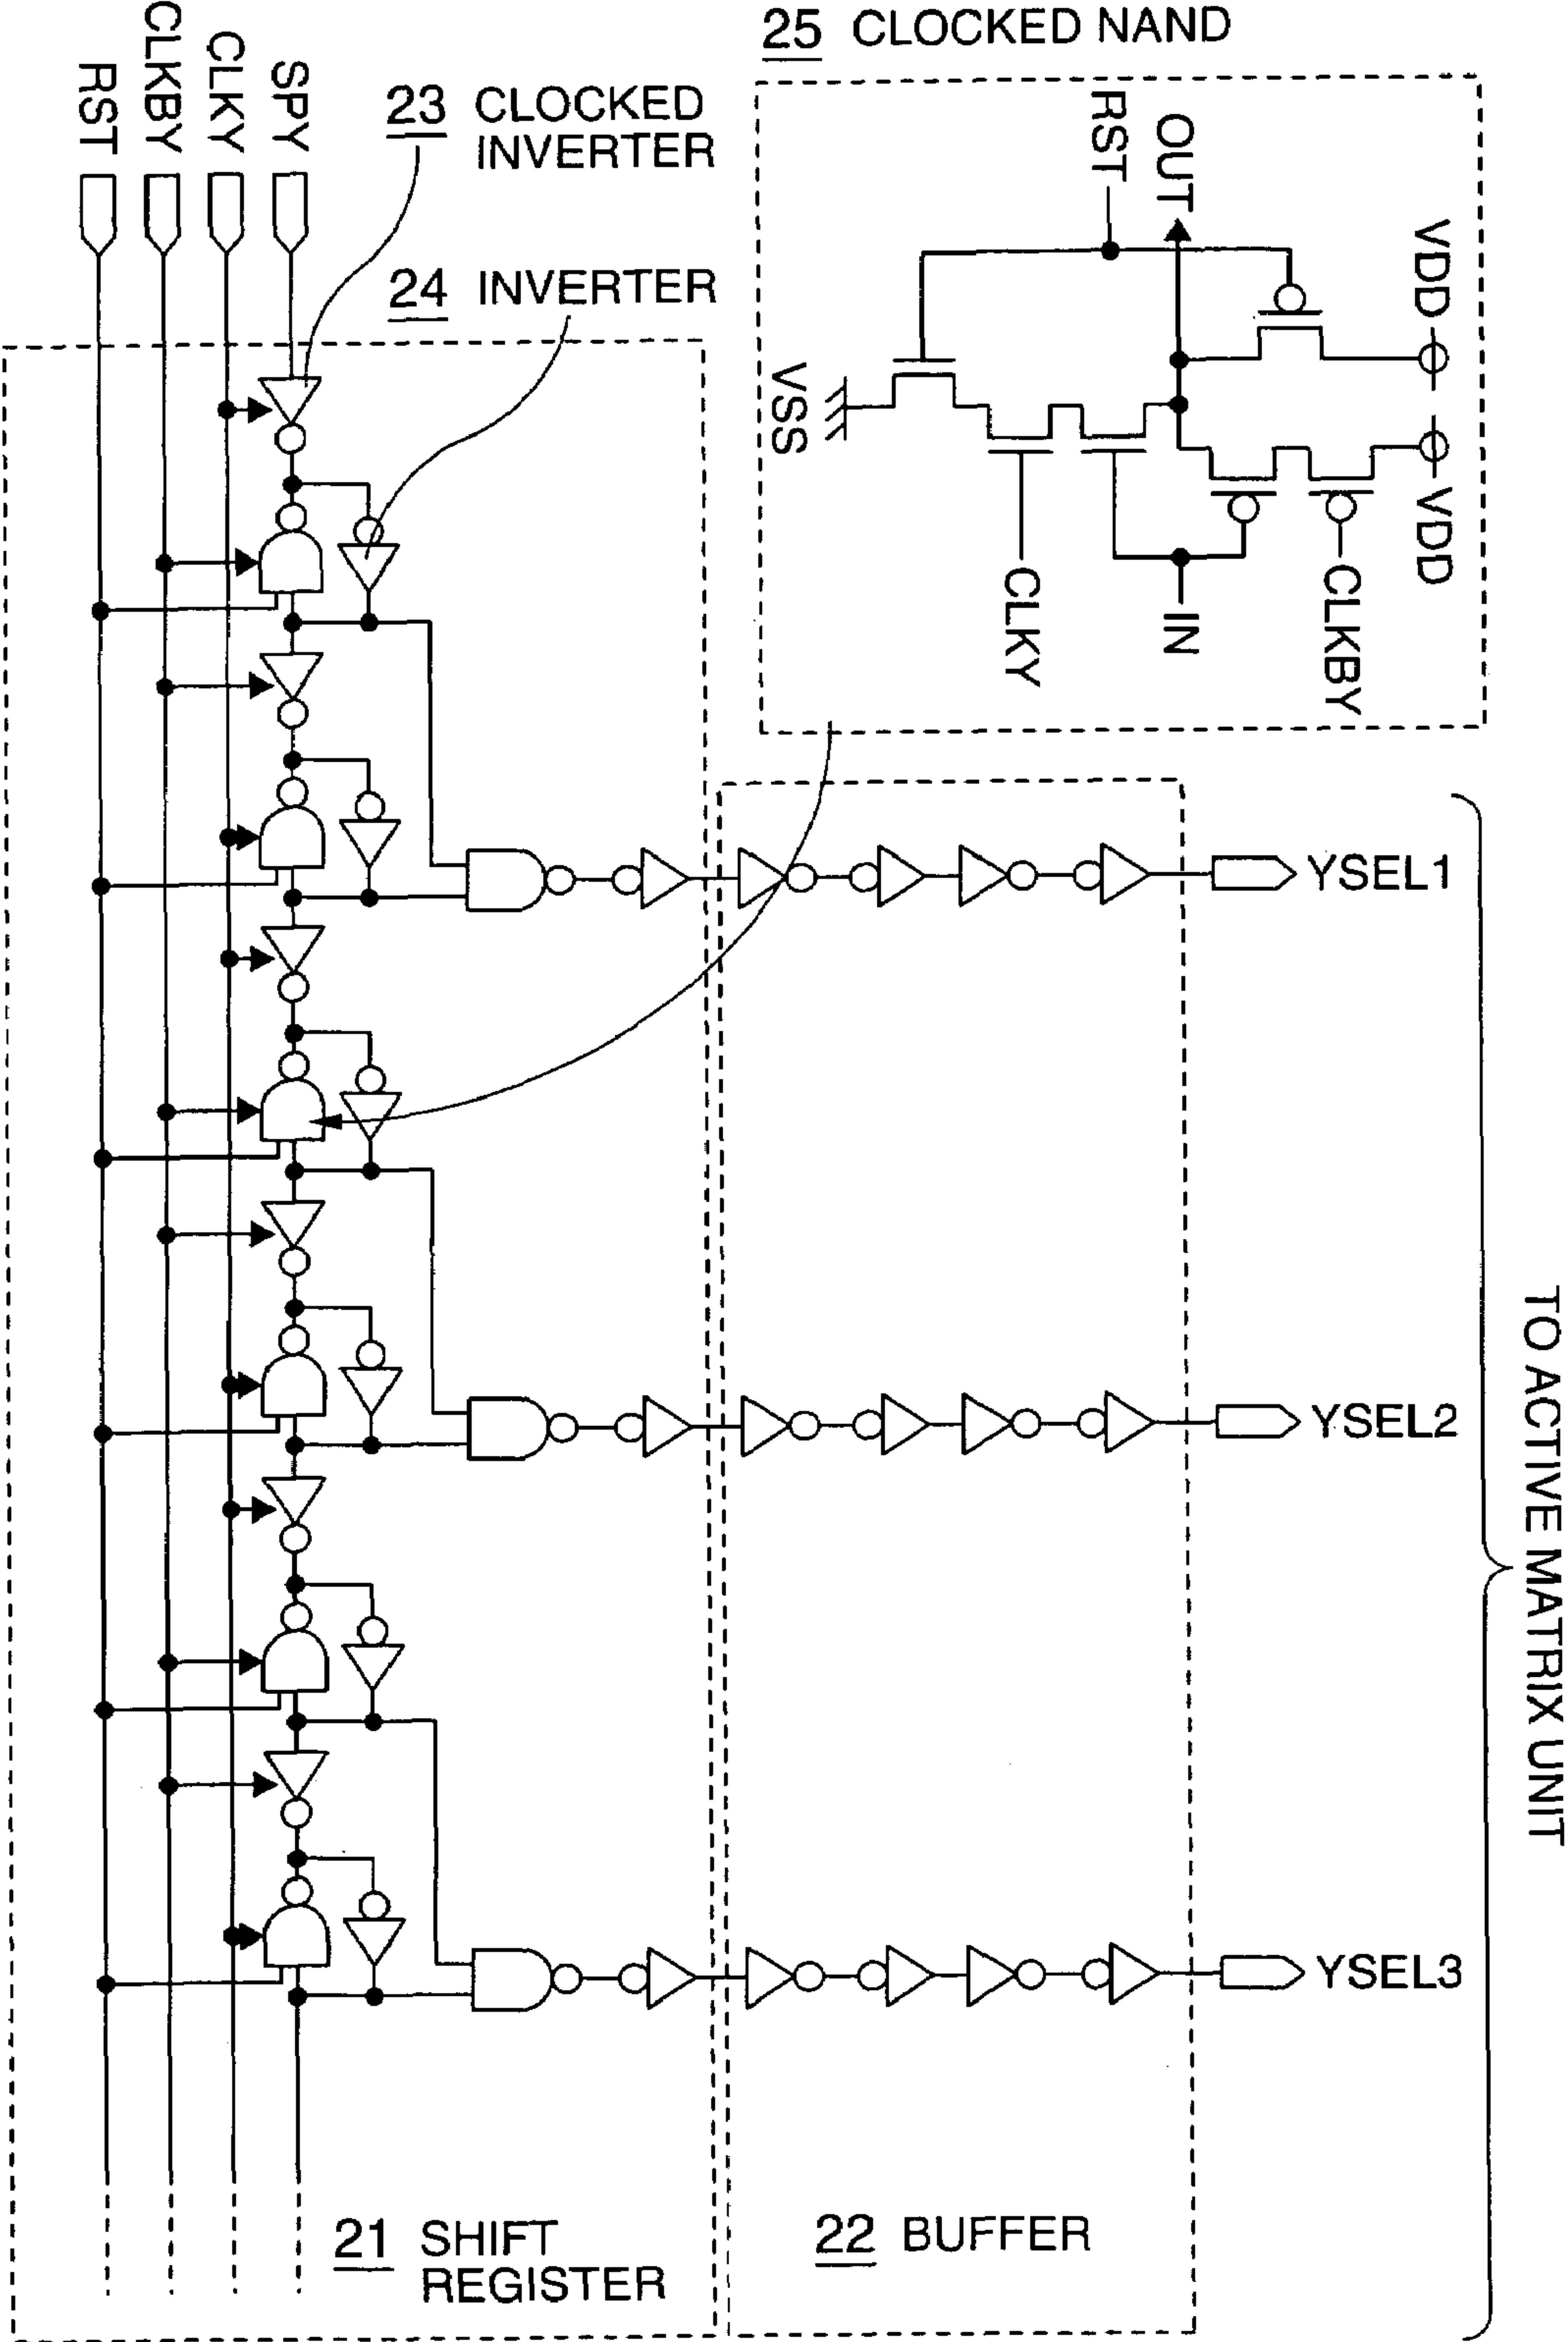 25 CLOCKED NAND
RST
OUT
VDD
VDD
VSS
CLKY
IN
CLKBY
RST
CLKBY
CLKY
SPY
23 CLOCKED
INVERTER
24 INVERTER
YSEL1
YSEL2
YSEL3
TO ACTIVE MATRIX UNIT
21 SHIFT
REGISTER
22 BUFFER